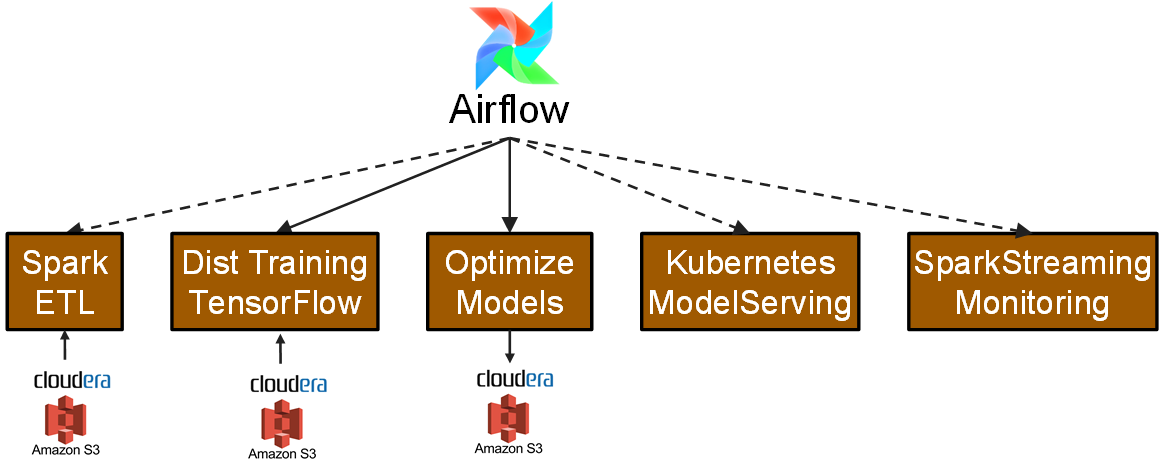 Airflow
Spark
ETL
Dist Training
TensorFlow
Optimize
Models
Kubernetes
ModelServing
SparkStreaming
Monitoring
cloudera
Amazon S3
cloudera
Amazon S3
cloudera
Amazon S3